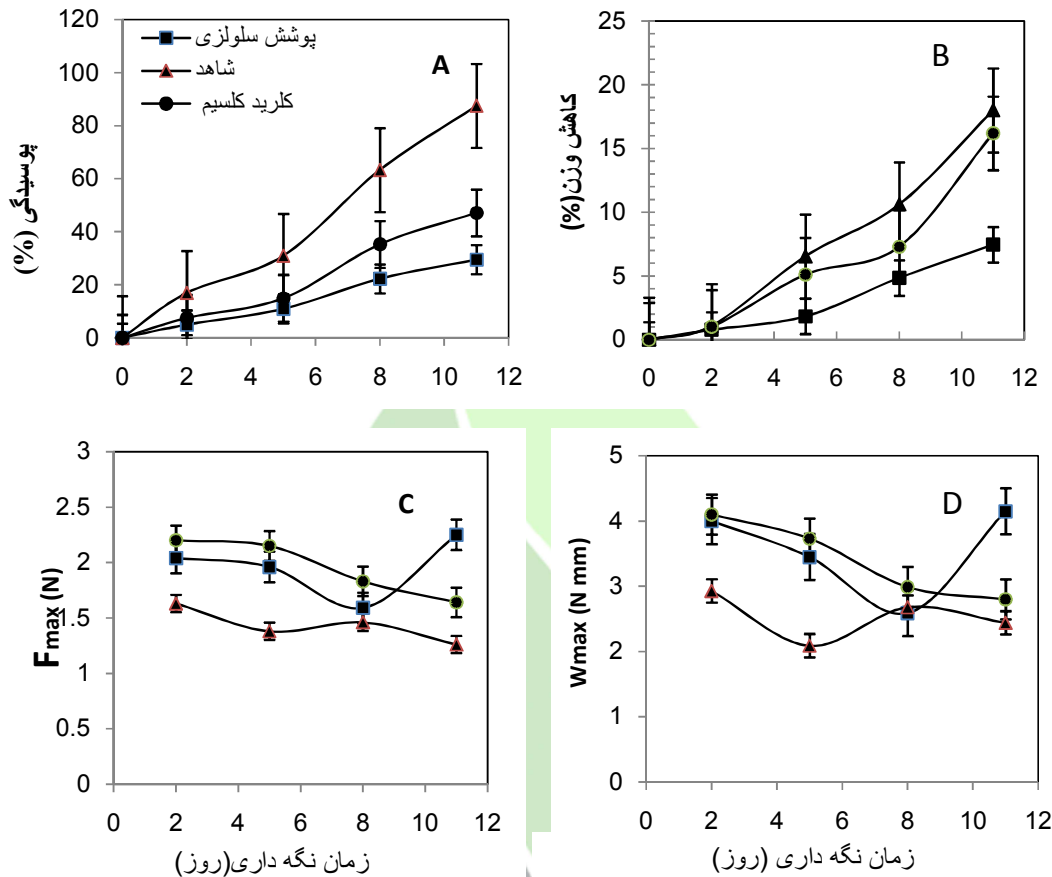 120
100
80
60
40
20
0
0 2 4 6 8 10 12
پوسیدگی (%)
پوشش سلولزی
شاهد
کلرید کلسیم
A
25
20
15
10
5
0
0 2 4 6 8 10 12
کاهش وزن(%)
B
3
2.5
2
1.5
1
0.5
0
0 2 4 6 8 10 12
Fmax (N)
C
زمان نگه داری(روز)
5
4
3
2
1
0
0 2 4 6 8 10 12
Wmax (N mm)
D
زمان نگه داری (روز)